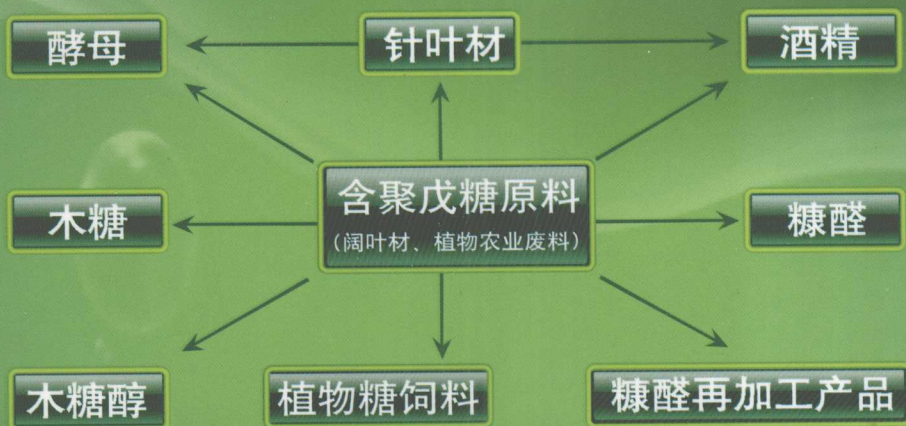 酵母
针叶材
酒精
含聚戊糖原料
(阔叶材、植物农业废料)
木糖
糠醛
木糖醇
植物糖饲料
糠醛再加工产品